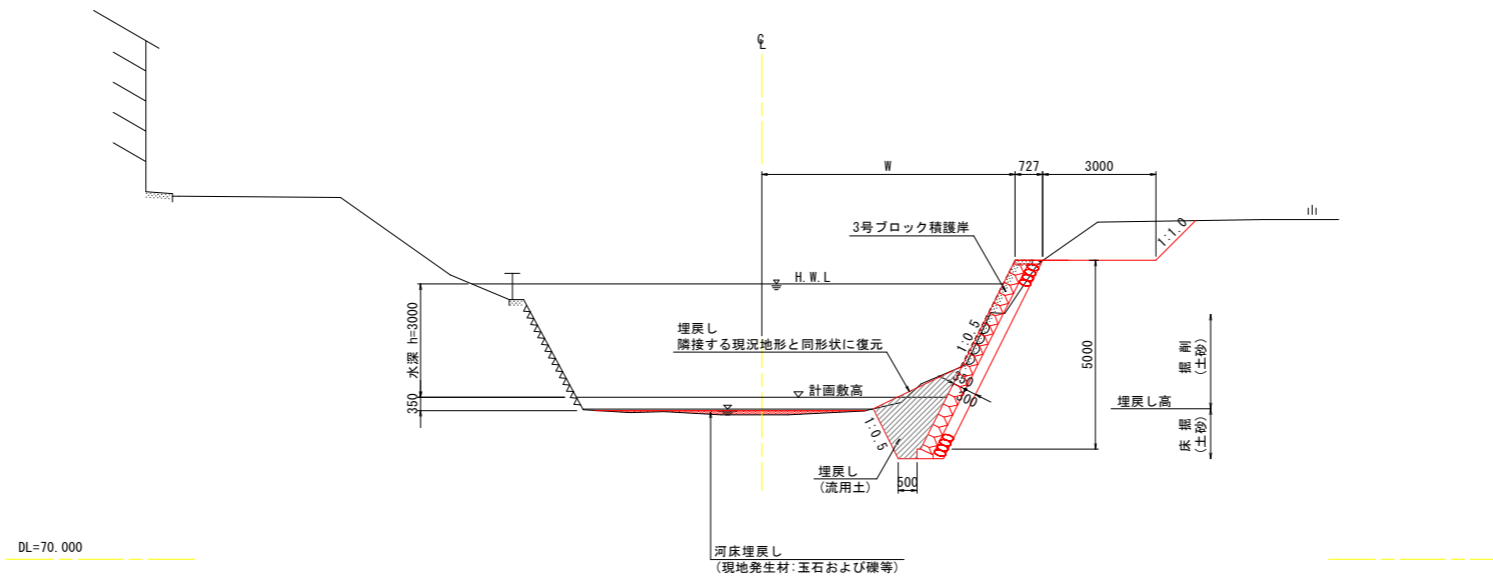 ℄
W
727
3000
1:1.0
3号ブロック積護岸
H.W.L
水深 h=3000
埋戻し
隣接する現況地形と同形状に復元
1:0.5
5000
掘削
(土砂)
計画敷高
350
350
300
埋戻し高
床掘
(土砂)
1:0.5
埋戻し
(流用土)
500
DL=70.000
河床埋戻し
(現地発生材:玉石および礫等)